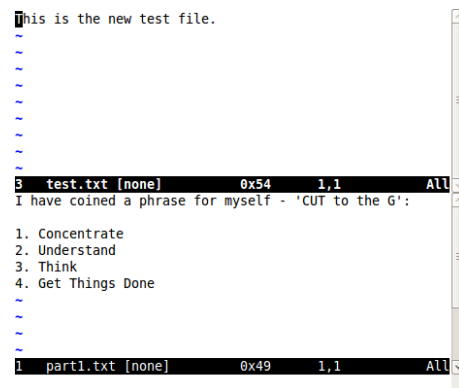 This is the new test file.
~
~
~
~
~
~
~
~
~
3 test.txt [none] 0x54 1,1 All
I have coined a phrase for myself - 'CUT to the G':
1. Concentrate
2. Understand
3. Think
4. Get Things Done
~
~
~
~
1 part1.txt [none] 0x49 1,1 All